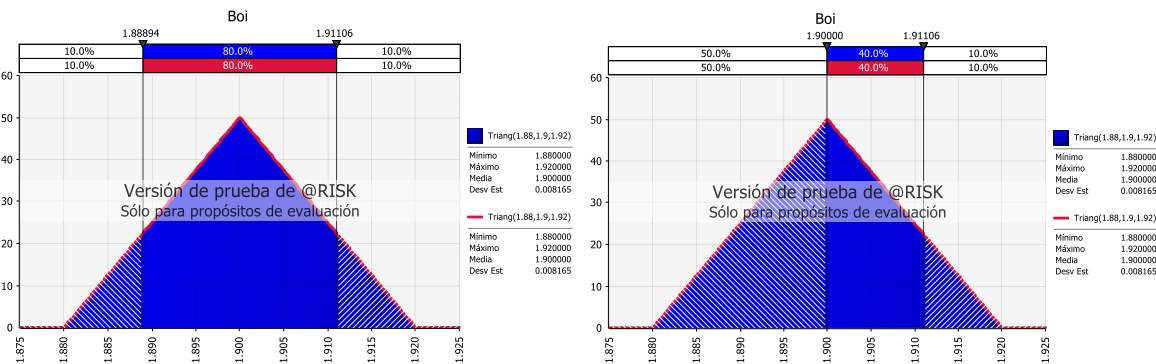 Boi
1.88894 1.91106
10.0% 80.0% 10.0%
10.0% 80.0% 10.0%
60
50
40
30
20
10
0
1.875 1.880 1.885 1.890 1.895 1.900 1.905 1.910 1.915 1.920 1.925
Versión de prueba de @RISK
Sólo para propósitos de evaluación
Triang(1.88,1.9,1.92)
Mínimo 1.880000
Máximo 1.920000
Media 1.900000
Desv Est 0.008165
Triang(1.88,1.9,1.92)
Mínimo 1.880000
Máximo 1.920000
Media 1.900000
Desv Est 0.008165
Boi
1.90000 1.91106
50.0% 40.0% 10.0%
50.0% 40.0% 10.0%
60
50
40
30
20
10
0
1.875 1.880 1.885 1.890 1.895 1.900 1.905 1.910 1.915 1.920 1.925
Versión de prueba de @RISK
Sólo para propósitos de evaluación
Triang(1.88,1.9,1.92)
Mínimo 1.880000
Máximo 1.920000
Media 1.900000
Desv Est 0.008165
Triang(1.88,1.9,1.92)
Mínimo 1.880000
Máximo 1.920000
Media 1.900000
Desv Est 0.008165